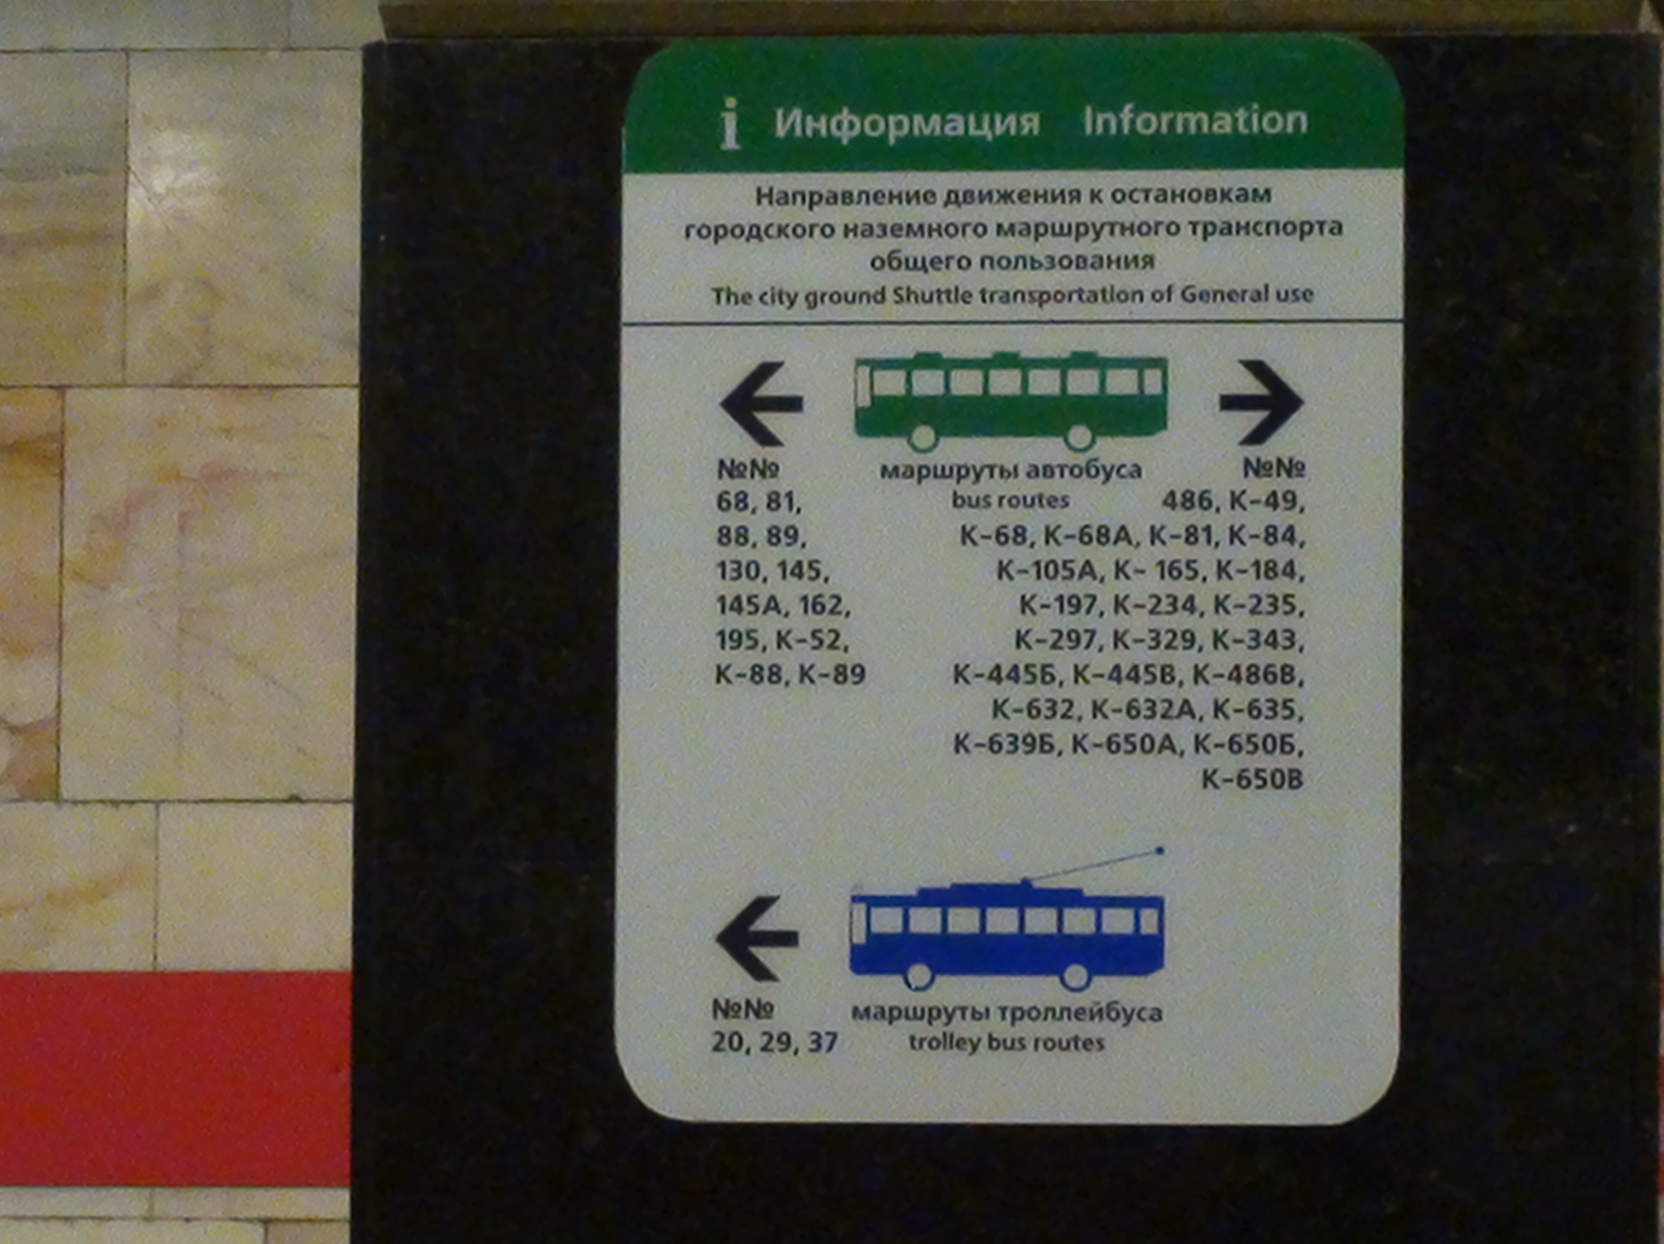 i Информация Information
Направление движения к остановкам
городского наземного маршрутного транспорта
общего пользования
The city ground Shuttle transportation of General use
№№ маршруты автобуса №№
68, 81, bus routes 486, К-49,
88, 89, К-68, К-68А, К-81, К-84,
130, 145, К-105А, К- 165, К-184,
145А, 162, К-197, К-234, К-235,
195, К-52, К-297, К-329, К-343,
К-88, К-89 К-445Б, К-445В, К-486В,
К-632, К-632А, К-635,
К-639Б, К-650А, К-650Б,
К-650В
№№ маршруты троллейбуса
20, 29, 37 trolley bus routes